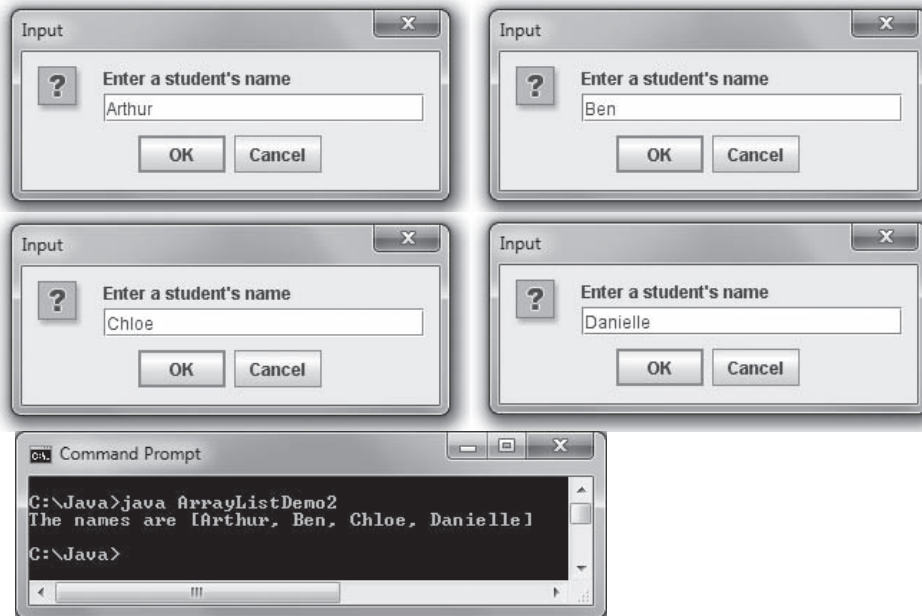 Input
X
Enter a student's name
?
Arthur
OK Cancel
Input
X
Enter a student's name
?
Ben
OK Cancel
Input
X
Enter a student's name
?
Chloe
OK Cancel
Input
X
Enter a student's name
?
Danielle
OK Cancel
C:\. Command Prompt
X
C:\Java>java ArrayListDemo2
The names are [Arthur, Ben, Chloe, Danielle]
C:\Java>